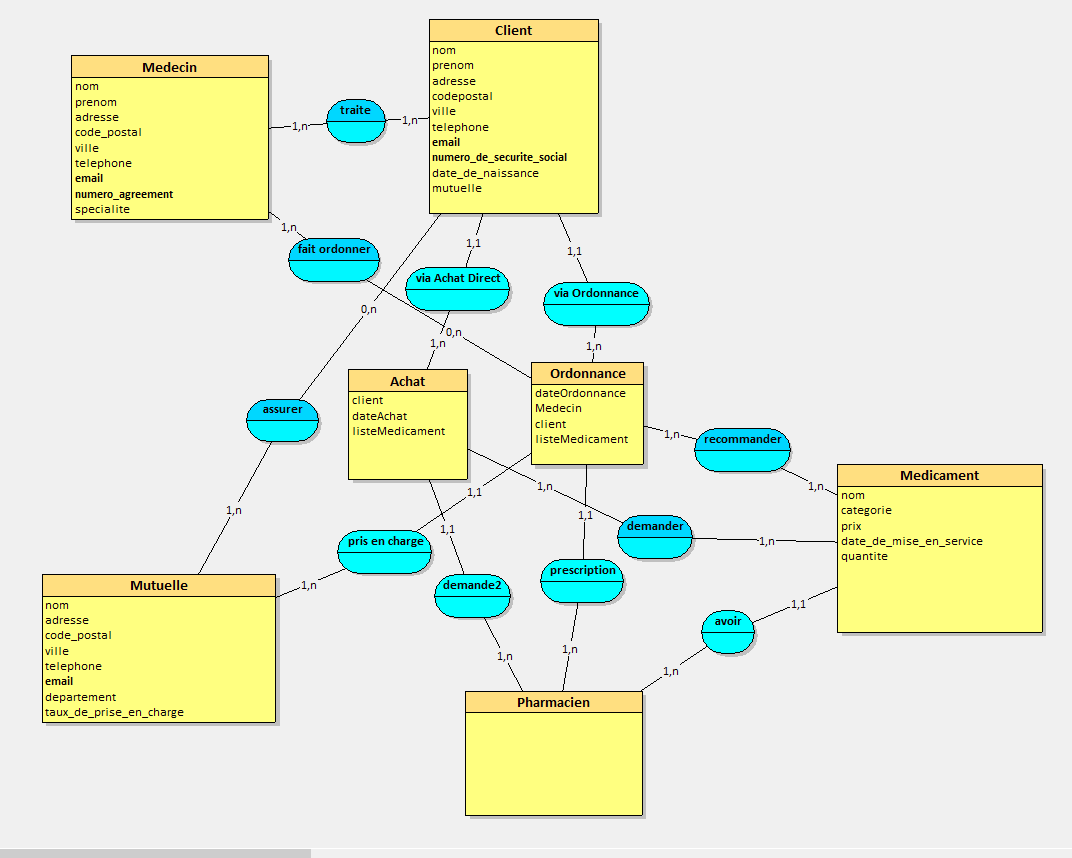 Client
nom
prenom
adresse
codepostal
ville
telephone
email
numero_de_securite_social
date_de_naissance
mutuelle
Medecin
nom
prenom
adresse
code_postal
ville
telephone
email
numero_agreement
specialite
1,n
traite
1,n
1,n
fait ordonner
0,n
1,1
via Achat Direct
1,n
1,1
via Ordonnance
1,n
0,n
assurer
1,n
Achat
client
dateAchat
listeMedicament
Ordonnance
dateOrdonnance
Medecin
client
listeMedicament
1,n
recommander
1,n
Medicament
nom
categorie
prix
date_de_mise_en_service
quantite
1,n
demander
1,n
1,1
pris en charge
1,n
1,1
demande2
1,n
1,1
prescription
1,n
1,1
avoir
1,n
Mutuelle
nom
adresse
code_postal
ville
telephone
email
departement
taux_de_prise_en_charge
Pharmacien